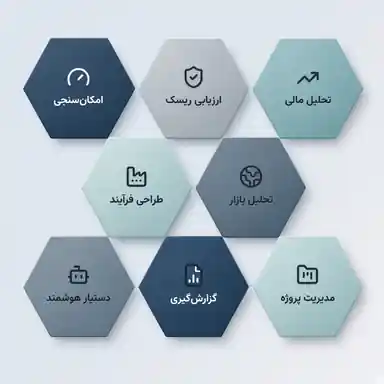 تحلیل مالی
ارزیابی ریسک
امکان‌سنجی
تحلیل بازار
طراحی فرآیند
مدیریت پروژه
گزارش‌گیری
دستیار هوشمند